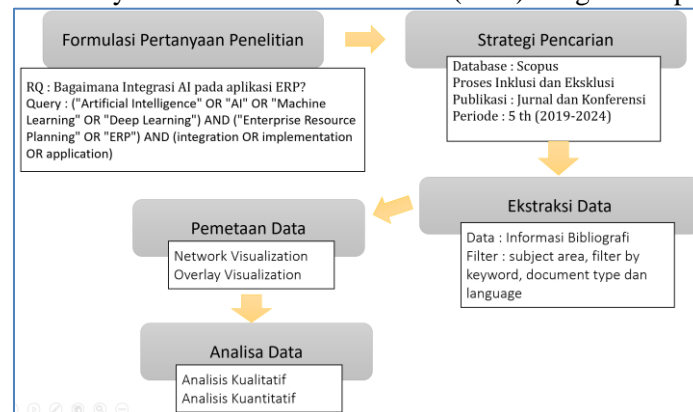 Formulasi Pertanyaan Penelitian
RQ : Bagaimana Integrasi AI pada aplikasi ERP?
Query : ("Artificial Intelligence" OR "AI" OR "Machine
Learning" OR "Deep Learning") AND ("Enterprise Resource
Planning" OR "ERP") AND (integration OR implementation
OR application)
Strategi Pencarian
Database : Scopus
Proses Inklusi dan Eksklusi
Publikasi : Jurnal dan Konferensi
Periode : 5 th (2019-2024)
Ekstraksi Data
Data : Informasi Bibliografi
Filter : subject area, filter by
keyword, document type dan
language
Pemetaan Data
Network Visualization
Overlay Visualization
Analisa Data
Analisis Kualitatif
Analisis Kuantitatif